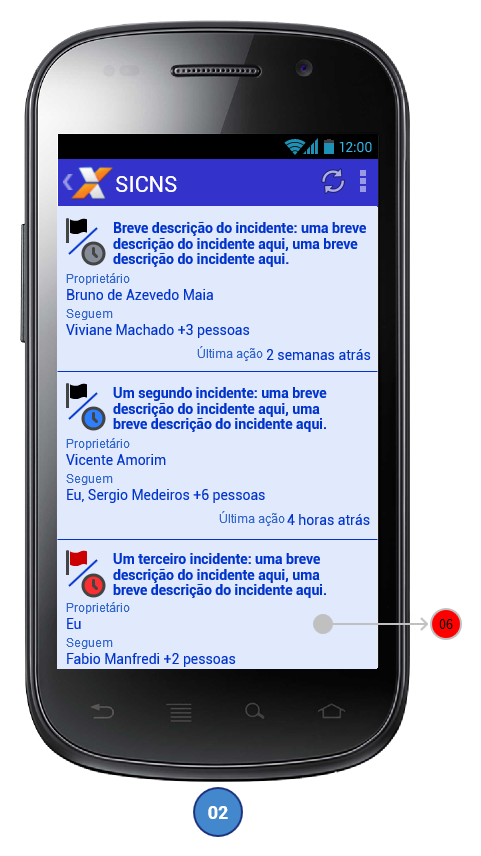 12:00
SICNS
Breve descrição do incidente: uma breve
descrição do incidente aqui, uma breve
descrição do incidente aqui.
Proprietário
Bruno de Azevedo Maia
Seguem
Viviane Machado +3 pessoas
Última ação 2 semanas atrás
Um segundo incidente: uma breve
descrição do incidente aqui, uma
breve descrição do incidente aqui.
Proprietário
Vicente Amorim
Seguem
Eu, Sergio Medeiros +6 pessoas
Última ação 4 horas atrás
Um terceiro incidente: uma breve
descrição do incidente aqui, uma
breve descrição do incidente aqui.
Proprietário
Eu
06
Seguem
Fabio Manfredi +2 pessoas
02